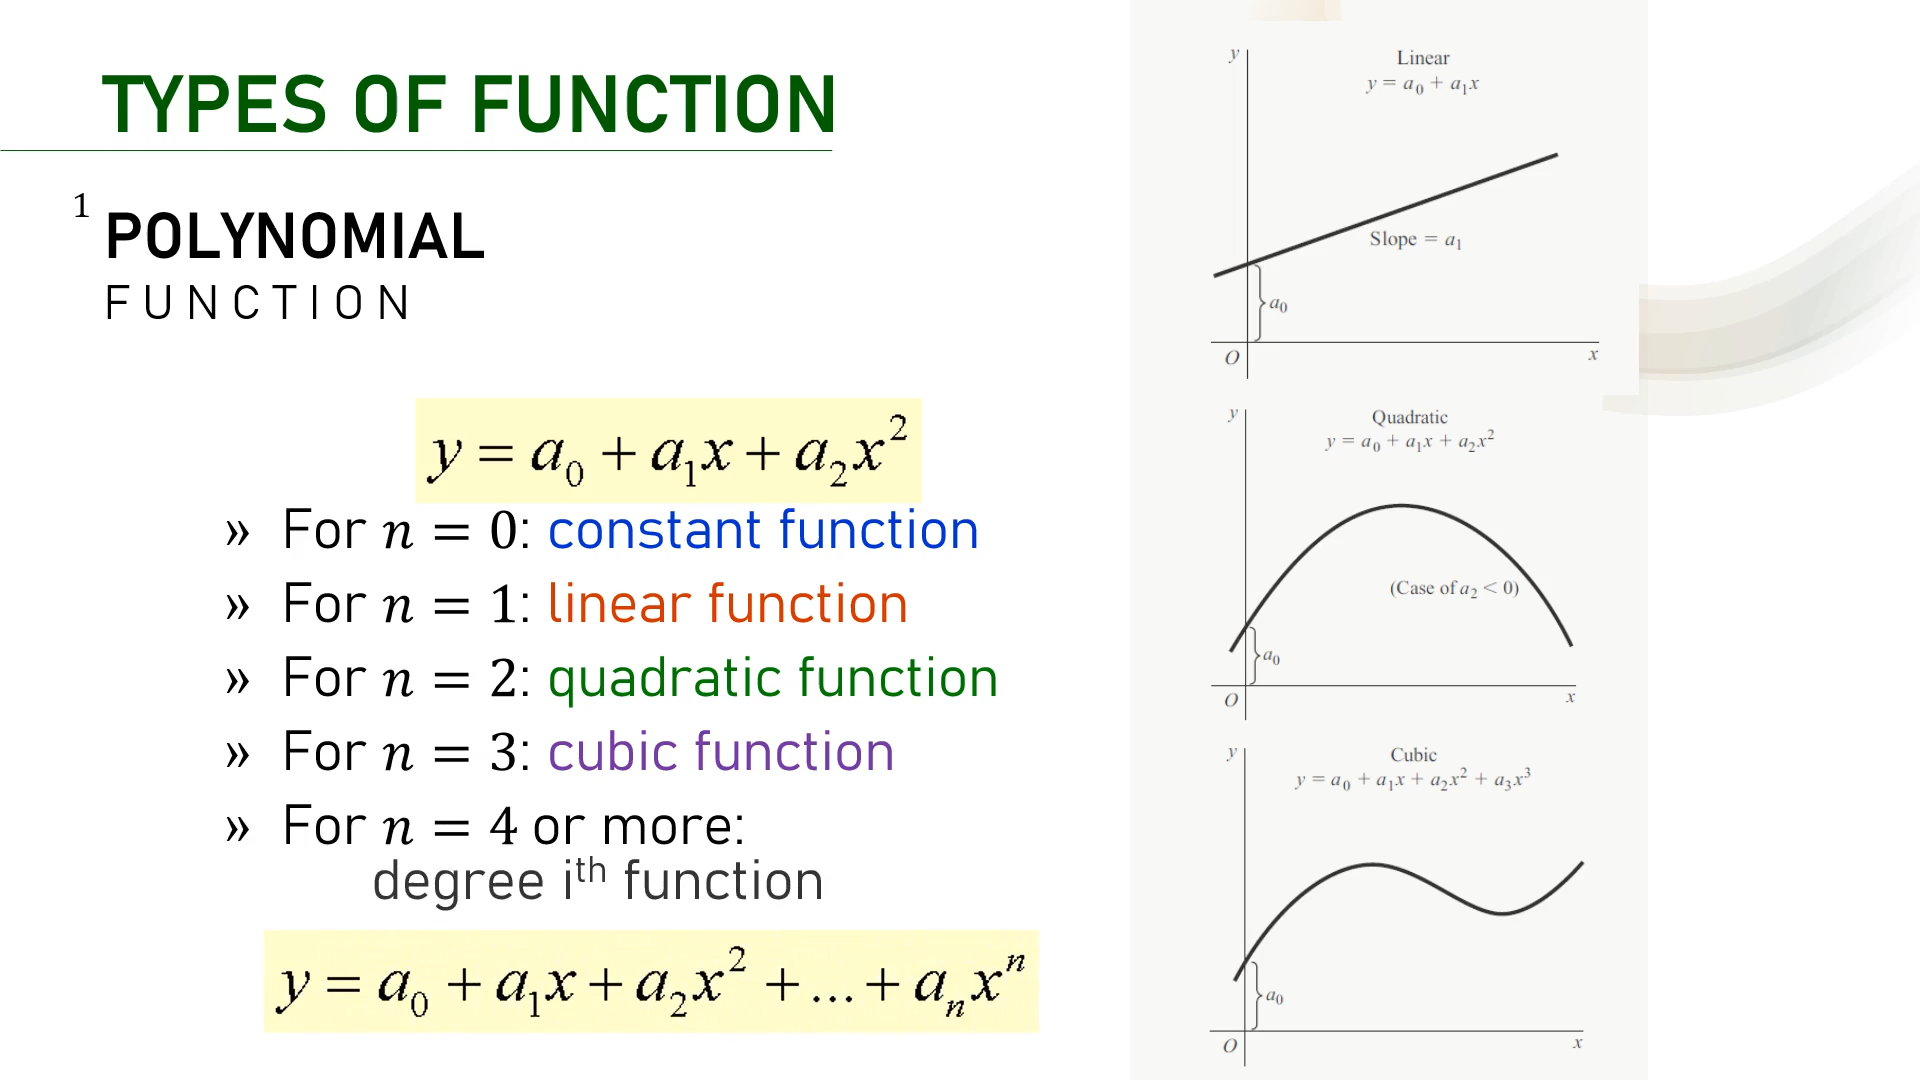 TYPES OF FUNCTION
1
POLYNOMIAL
FUNCTION
y = a₀ + a₁x + a₂x²
» For n = 0: constant function
» For n = 1: linear function
» For n = 2: quadratic function
» For n = 3: cubic function
» For n = 4 or more:
degree iᵗʰ function
y = a₀ + a₁x + a₂x² + ... + aₙxⁿ
y
Linear
y = a₀ + a₁x
Slope = a₁
a₀
O
x
y
Quadratic
y = a₀ + a₁x + a₂x²
(Case of a₂ < 0)
a₀
O
x
y
Cubic
y = a₀ + a₁x + a₂x² + a₃x³
a₀
O
x